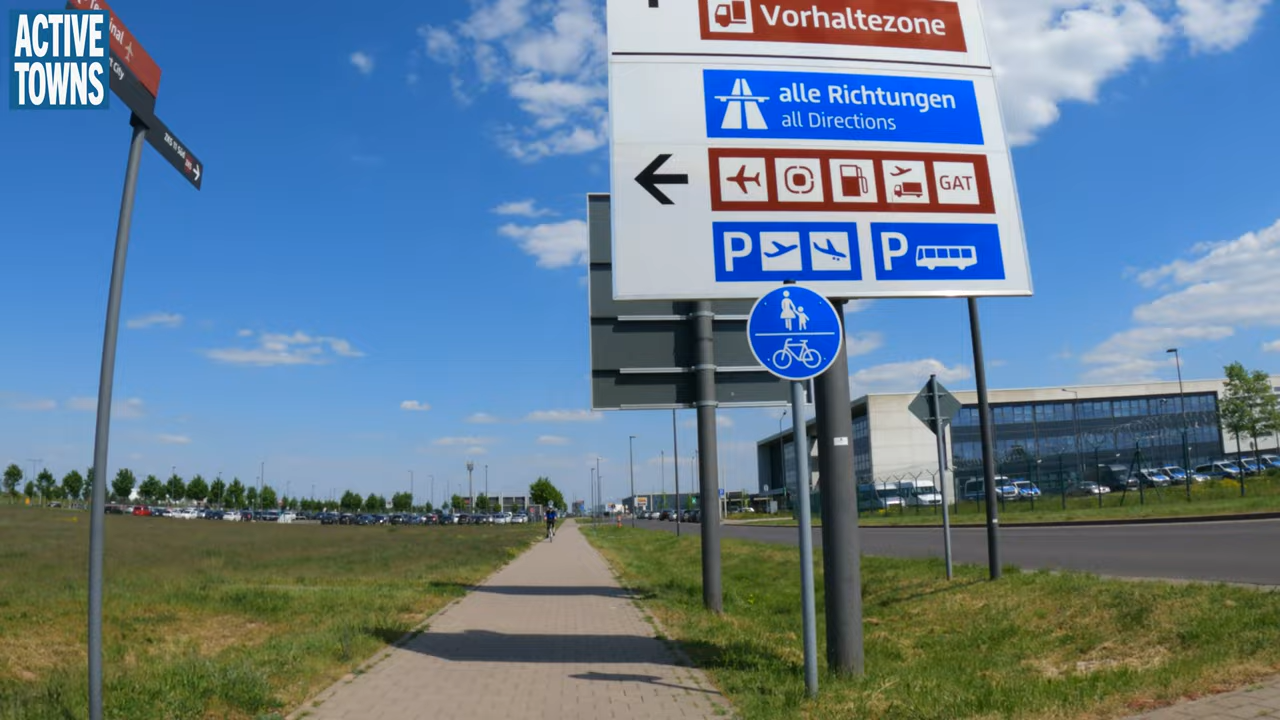 ACTIVE
TOWNS
Vorhaltezone
alle Richtungen
all Directions
GAT
P
P